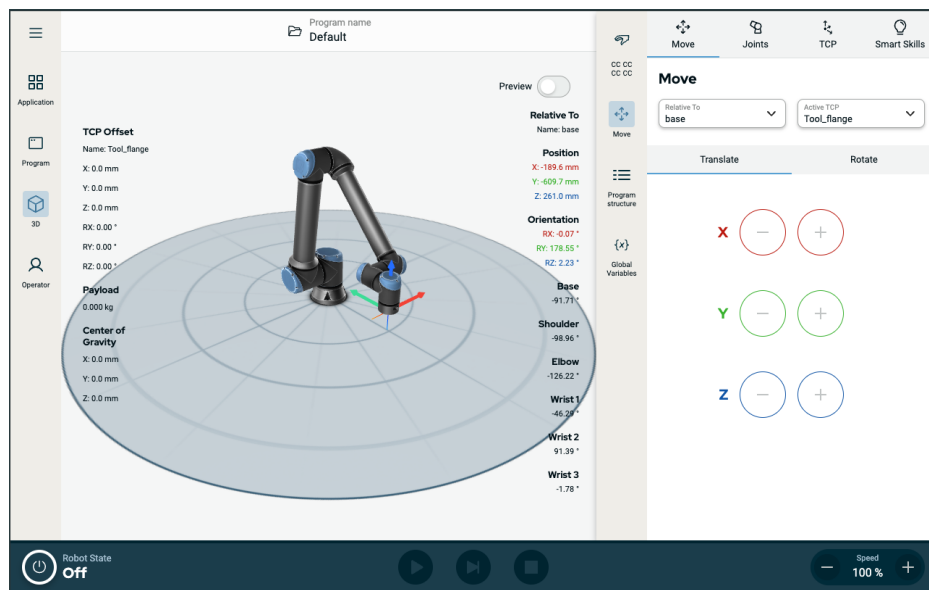 Program name
Default
Application
Program
3D
Operator
Preview
TCP Offset
Name: Tool_flange
X: 0.0 mm
Y: 0.0 mm
Z: 0.0 mm
RX: 0.00 °
RY: 0.00 °
RZ: 0.00 °
Payload
0.000 kg
Center of
Gravity
X: 0.0 mm
Y: 0.0 mm
Z: 0.0 mm
Relative To
Name: base
Position
X: -189.6 mm
Y: -609.7 mm
Z: 261.0 mm
Orientation
RX: -0.07 °
RY: 178.55 °
RZ: 2.23 °
Base
-91.71 °
Shoulder
-98.96 °
Elbow
-126.22 °
Wrist 1
-46.29 °
Wrist 2
91.39 °
Wrist 3
-1.78 °
CC CC
CC CC
Move
Program
structure
{x}
Global
Variables
Move
Joints
TCP
Smart Skills
Move
Relative To
base
Active TCP
Tool_flange
Translate
Rotate
X − +
Y − +
Z − +
Robot State
Off
Speed
− 100 % +